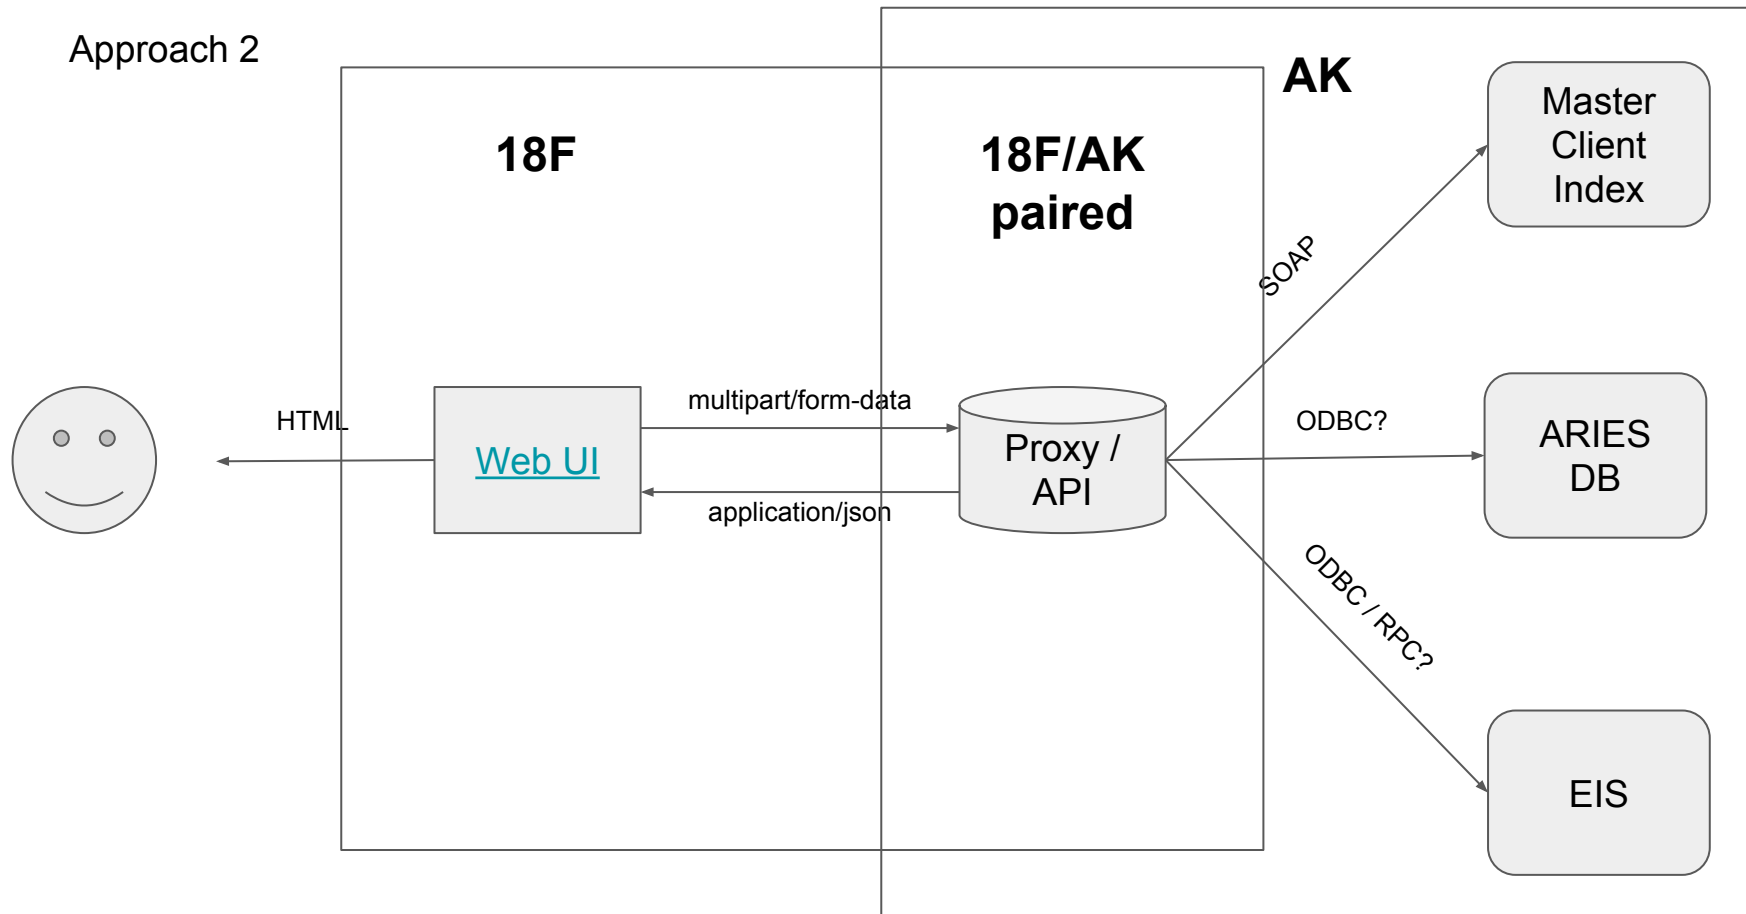 Approach 2
AK
18F
18F/AK
paired
Master
Client
Index
SOAP
HTML
multipart/form-data
Web UI
application/json
Proxy /
API
ODBC?
ARIES
DB
ODBC / RPC?
EIS